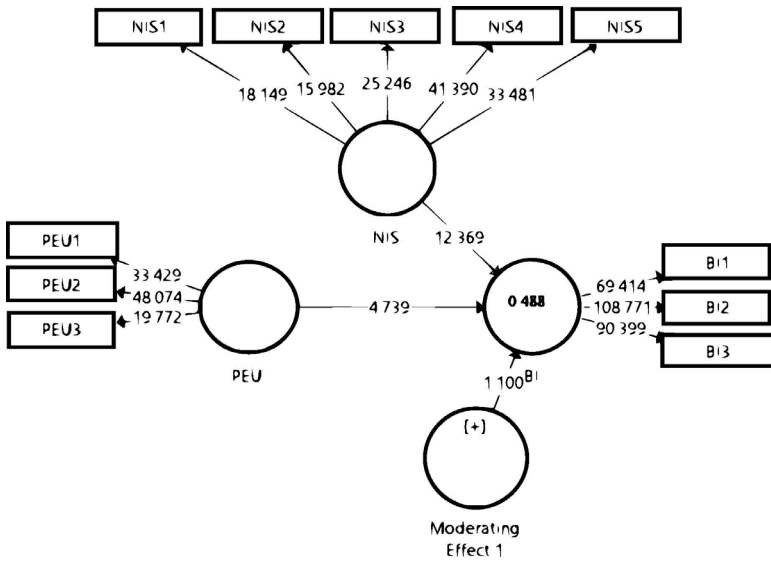 NIS1 NIS2 NIS3 NIS4 NIS5
18 149 15 982 25 246 41 390 33 481
NIS
12 369
PEU1
PEU2
PEU3
33 429
48 074
19 772
PEU
4 739
0 488
69 414
108 771
90 399
BI1
BI2
BI3
BI
1 100
[+]
Moderating
Effect 1